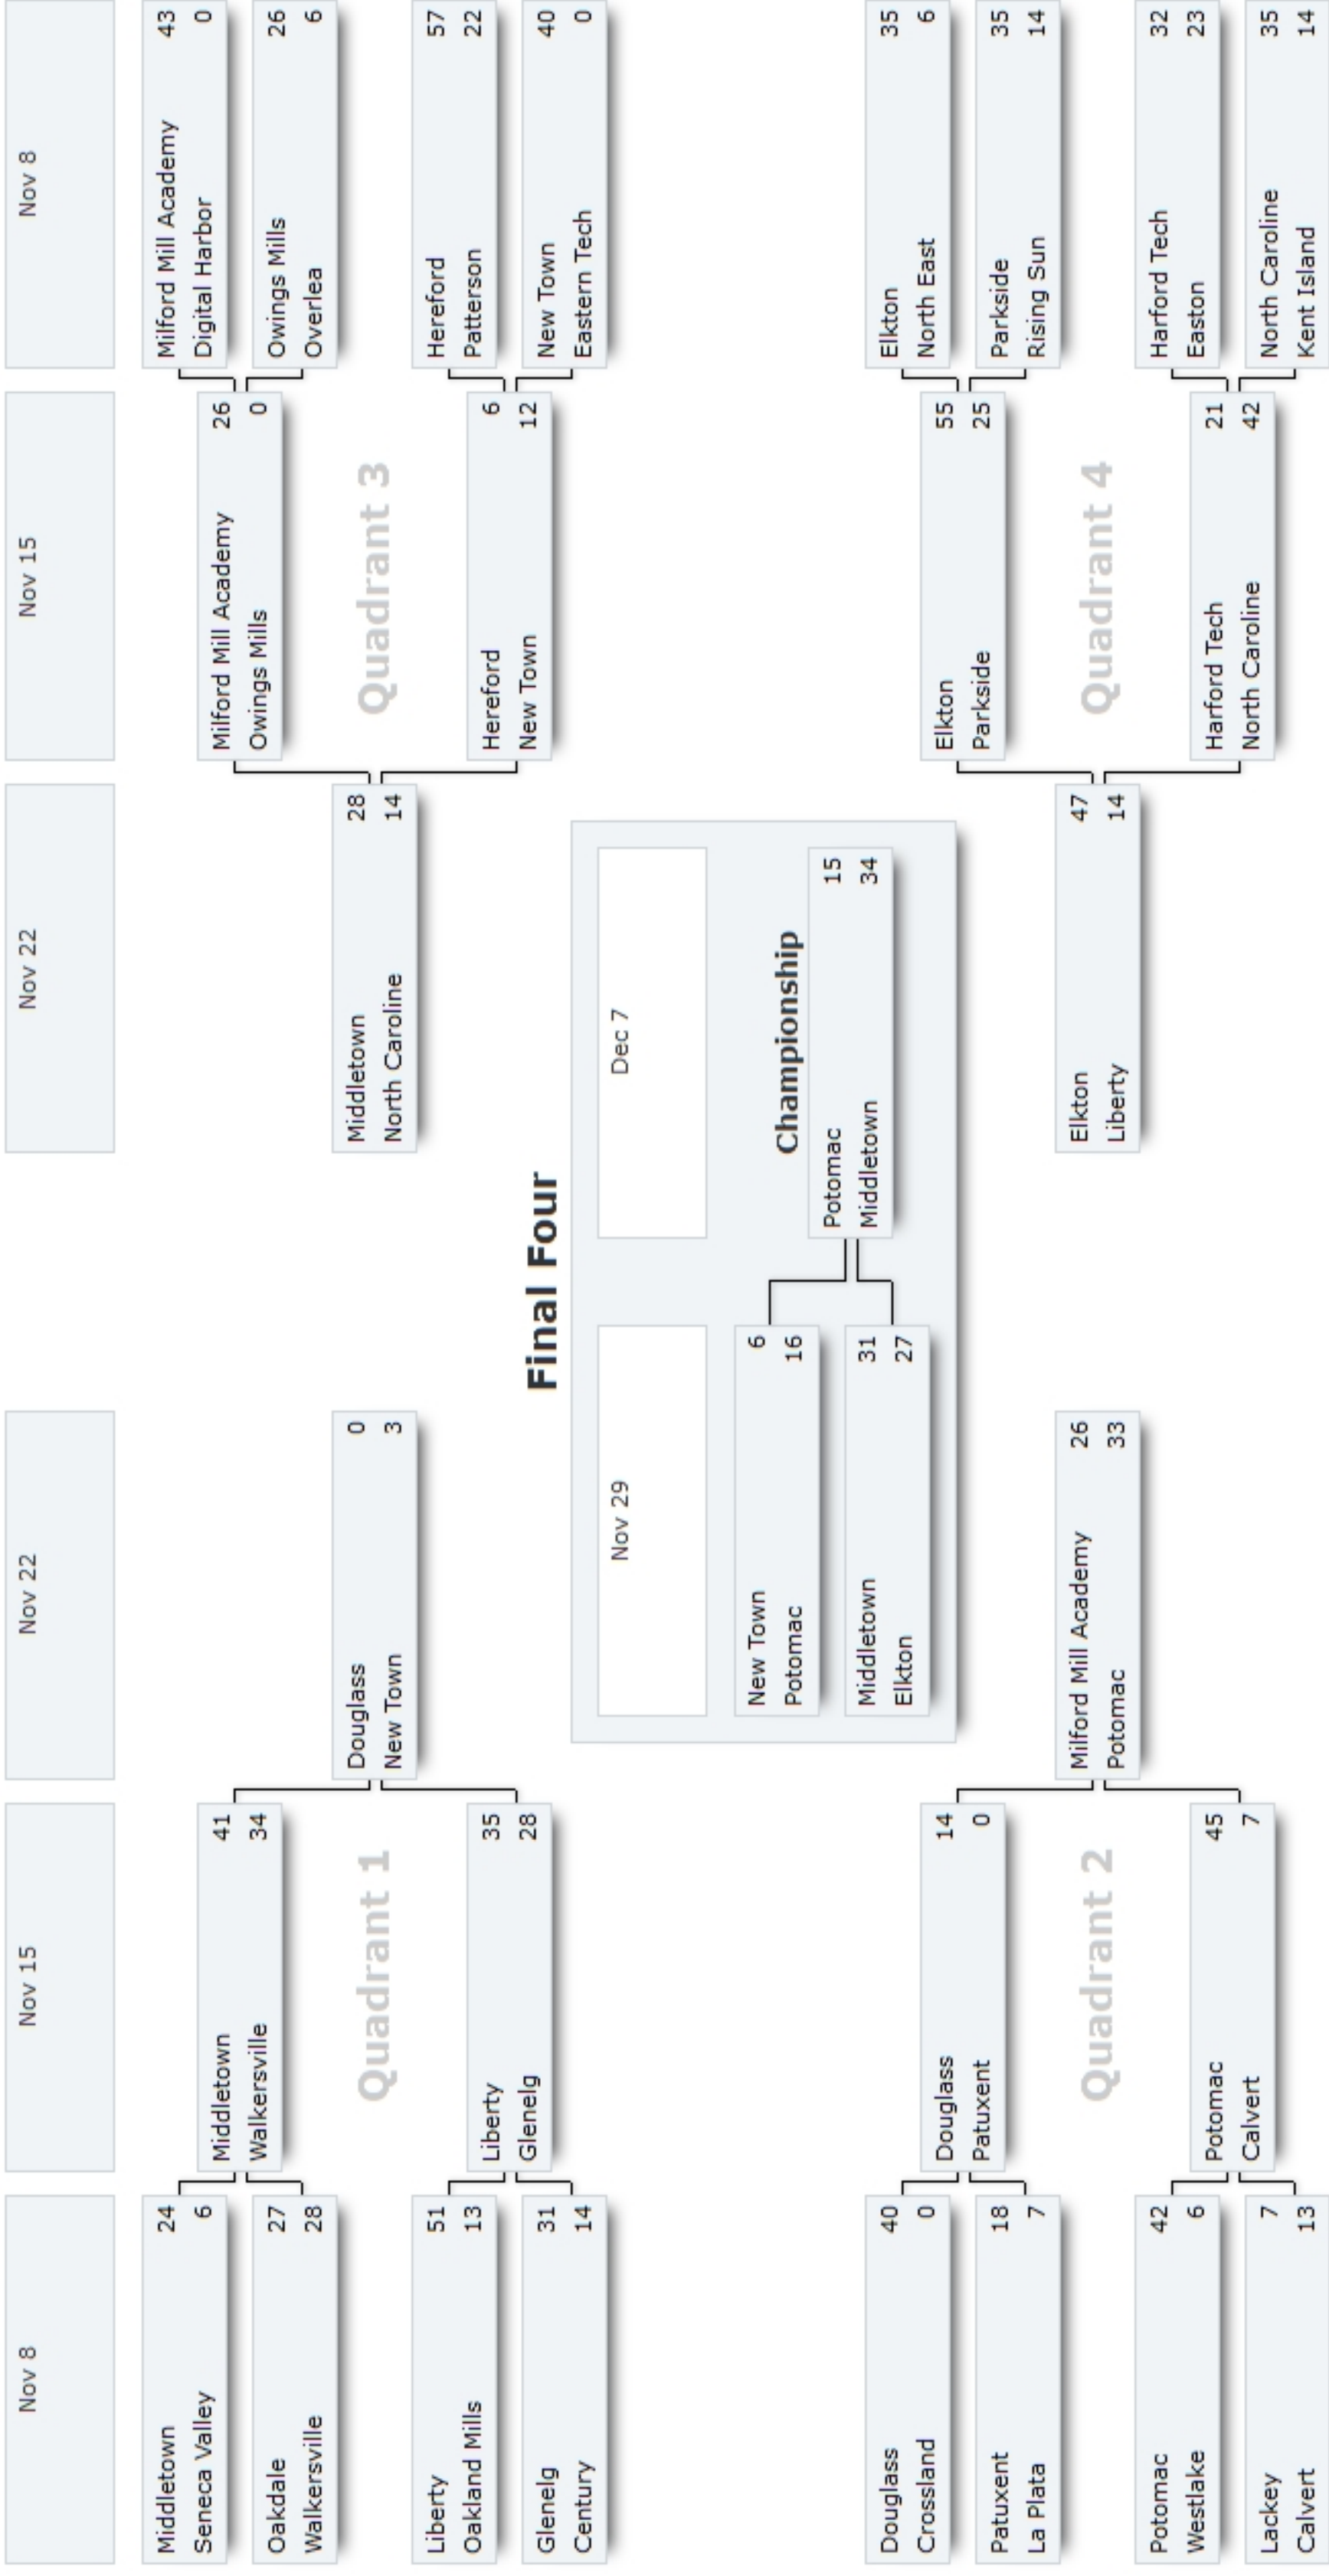 Nov 8
Nov 15
Nov 22
Nov 22
Nov 15
Nov 8
Middletown 24
Seneca Valley 6
Oakdale 27
Walkersville 28
Middletown 41
Walkersville 34
Quadrant 1
Liberty 51
Oakland Mills 13
Glenelg 31
Century 14
Liberty 35
Glenelg 28
Douglass 0
New Town 3
Middletown 28
North Caroline 14
Milford Mill Academy 26
Owings Mills 0
Quadrant 3
Hereford 6
New Town 12
Milford Mill Academy 43
Digital Harbor 0
Owings Mills 26
Overlea 6
Hereford 57
Patterson 22
New Town 40
Eastern Tech 0
Final Four
Nov 29
Dec 7
New Town 6
Potomac 16
Middletown 31
Elkton 27
Championship
Potomac 15
Middletown 34
Douglass 40
Crossland 0
Patuxent 18
La Plata 7
Douglass 14
Patuxent 0
Quadrant 2
Potomac 42
Westlake 6
Lackey 7
Calvert 13
Potomac 45
Calvert 7
Milford Mill Academy 26
Potomac 33
Elkton 47
Liberty 14
Elkton 55
Parkside 25
Quadrant 4
Harford Tech 21
North Caroline 42
Elkton 35
North East 6
Parkside 35
Rising Sun 14
Harford Tech 32
Easton 23
North Caroline 35
Kent Island 14